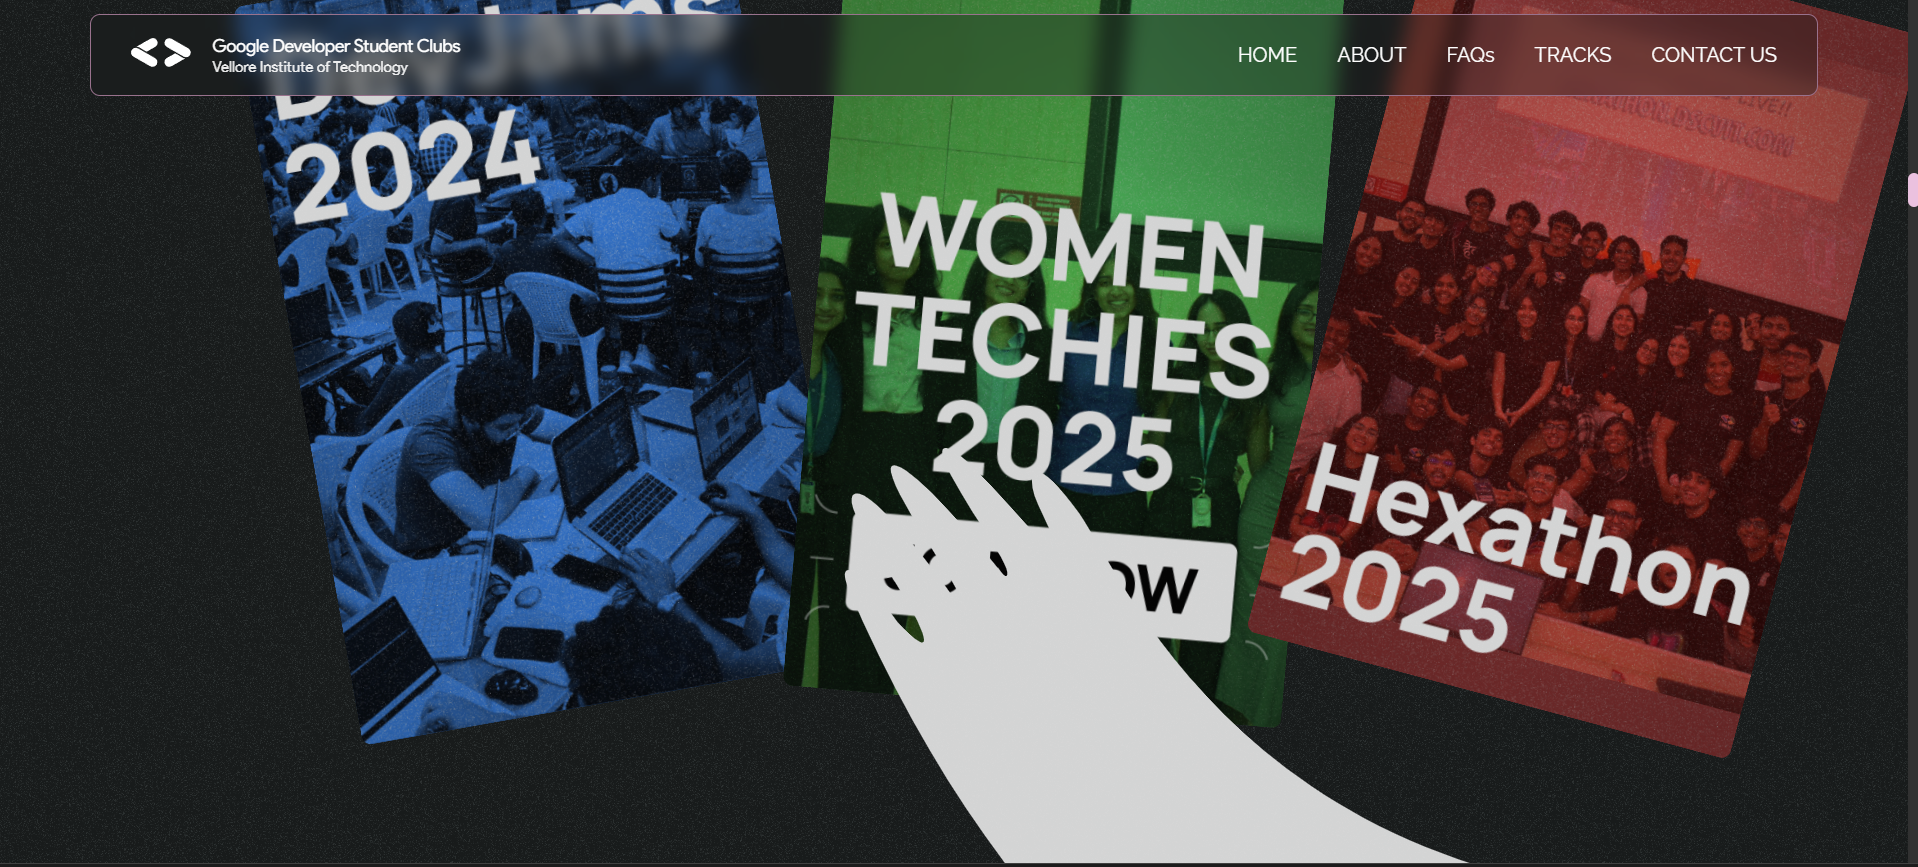 Google Developer Student Clubs
Vellore Institute of Technology
HOME
ABOUT
FAQs
TRACKS
CONTACT US
2024
WOMEN
TECHIES
2025
OW
Hexathon
2025